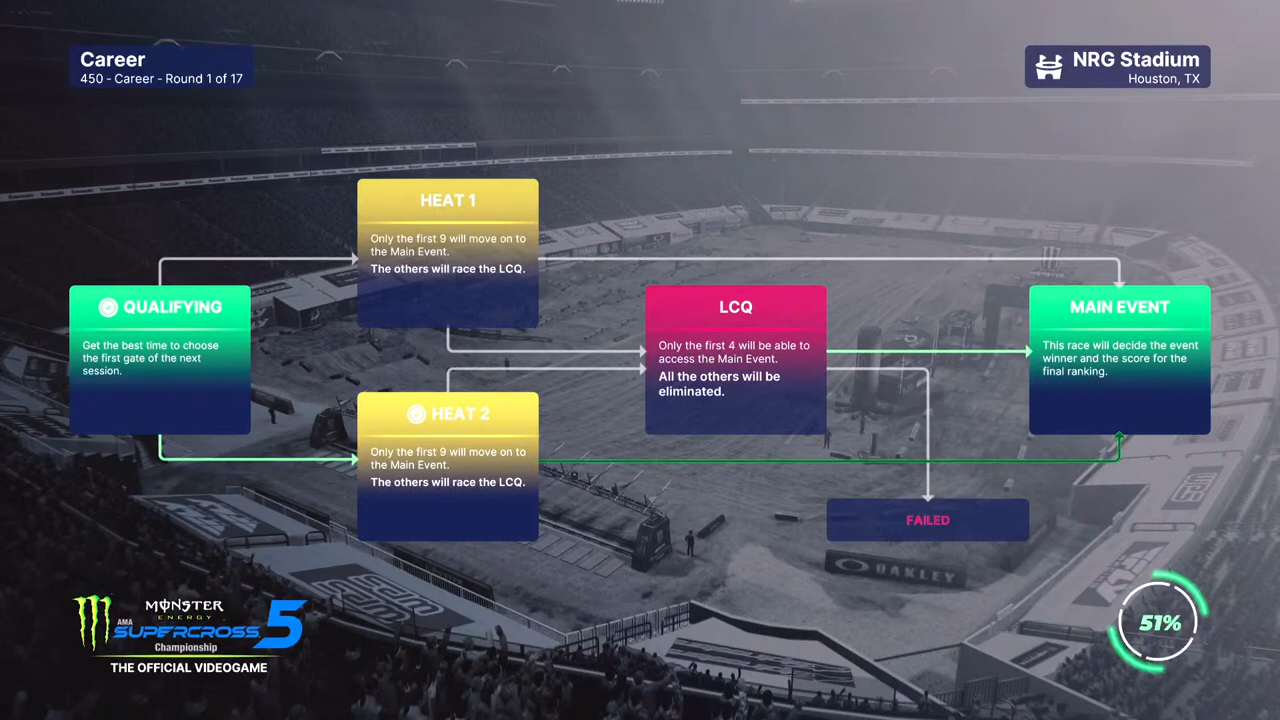 Career
450 - Career - Round 1 of 17
NRG Stadium
Houston, TX
HEAT 1
Only the first 9 will move on to
the Main Event.
The others will race the LCQ.
QUALIFYING
Get the best time to choose
the first gate of the next
session.
LCQ
Only the first 4 will be able to
access the Main Event.
All the others will be
eliminated.
MAIN EVENT
This race will decide the event
winner and the score for the
final ranking.
HEAT 2
Only the first 9 will move on to
the Main Event.
The others will race the LCQ.
FAILED
OAKLEY
MONSTER
ENERGY
AMA
SUPERCROSS 5
Championship
THE OFFICIAL VIDEOGAME
51%